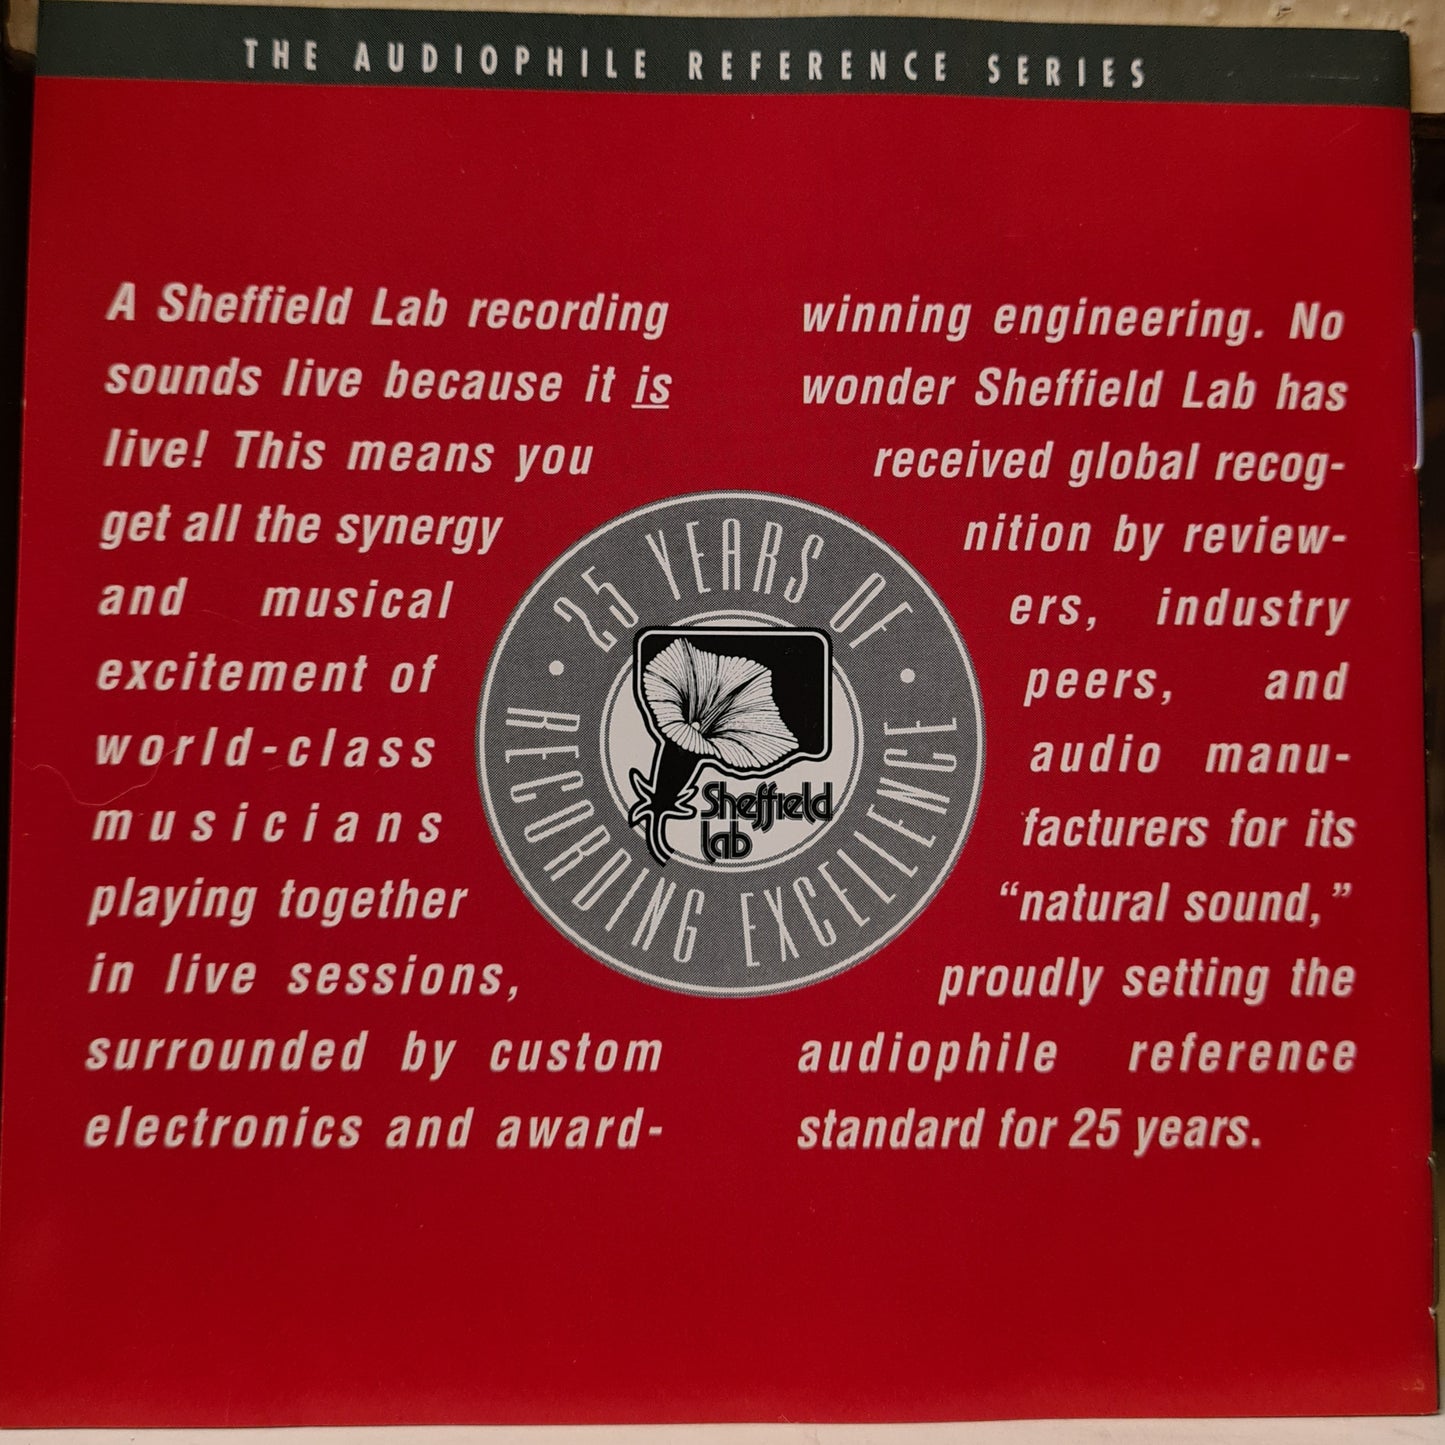 THE AUDIOPHILE REFERENCE SERIES
A Sheffield Lab recording
sounds live because it is
live! This means you
get all the synergy
and musical
excitement of
world-class
musicians
playing together
in live sessions,
surrounded by custom
electronics and award-
winning engineering. No
wonder Sheffield Lab has
received global recog-
nition by review-
ers, industry
peers, and
audio manu-
facturers for its
“natural sound,”
proudly setting the
audiophile reference
standard for 25 years.
• 25 YEARS OF •
RECORDING EXCELLENCE
Sheffield
lab